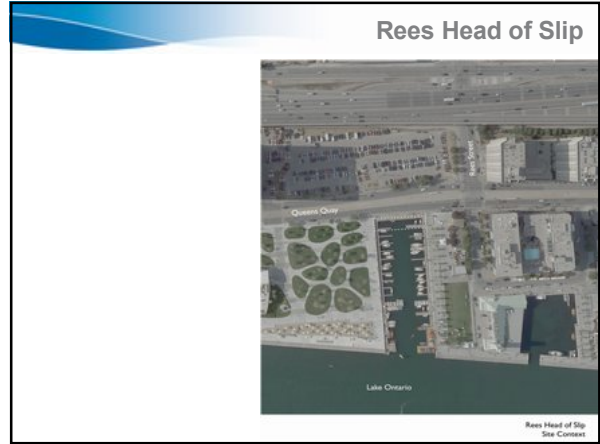 Rees Head of Slip
Rees Street
Queens Quay
Lake Ontario
Rees Head of Slip
Site Context